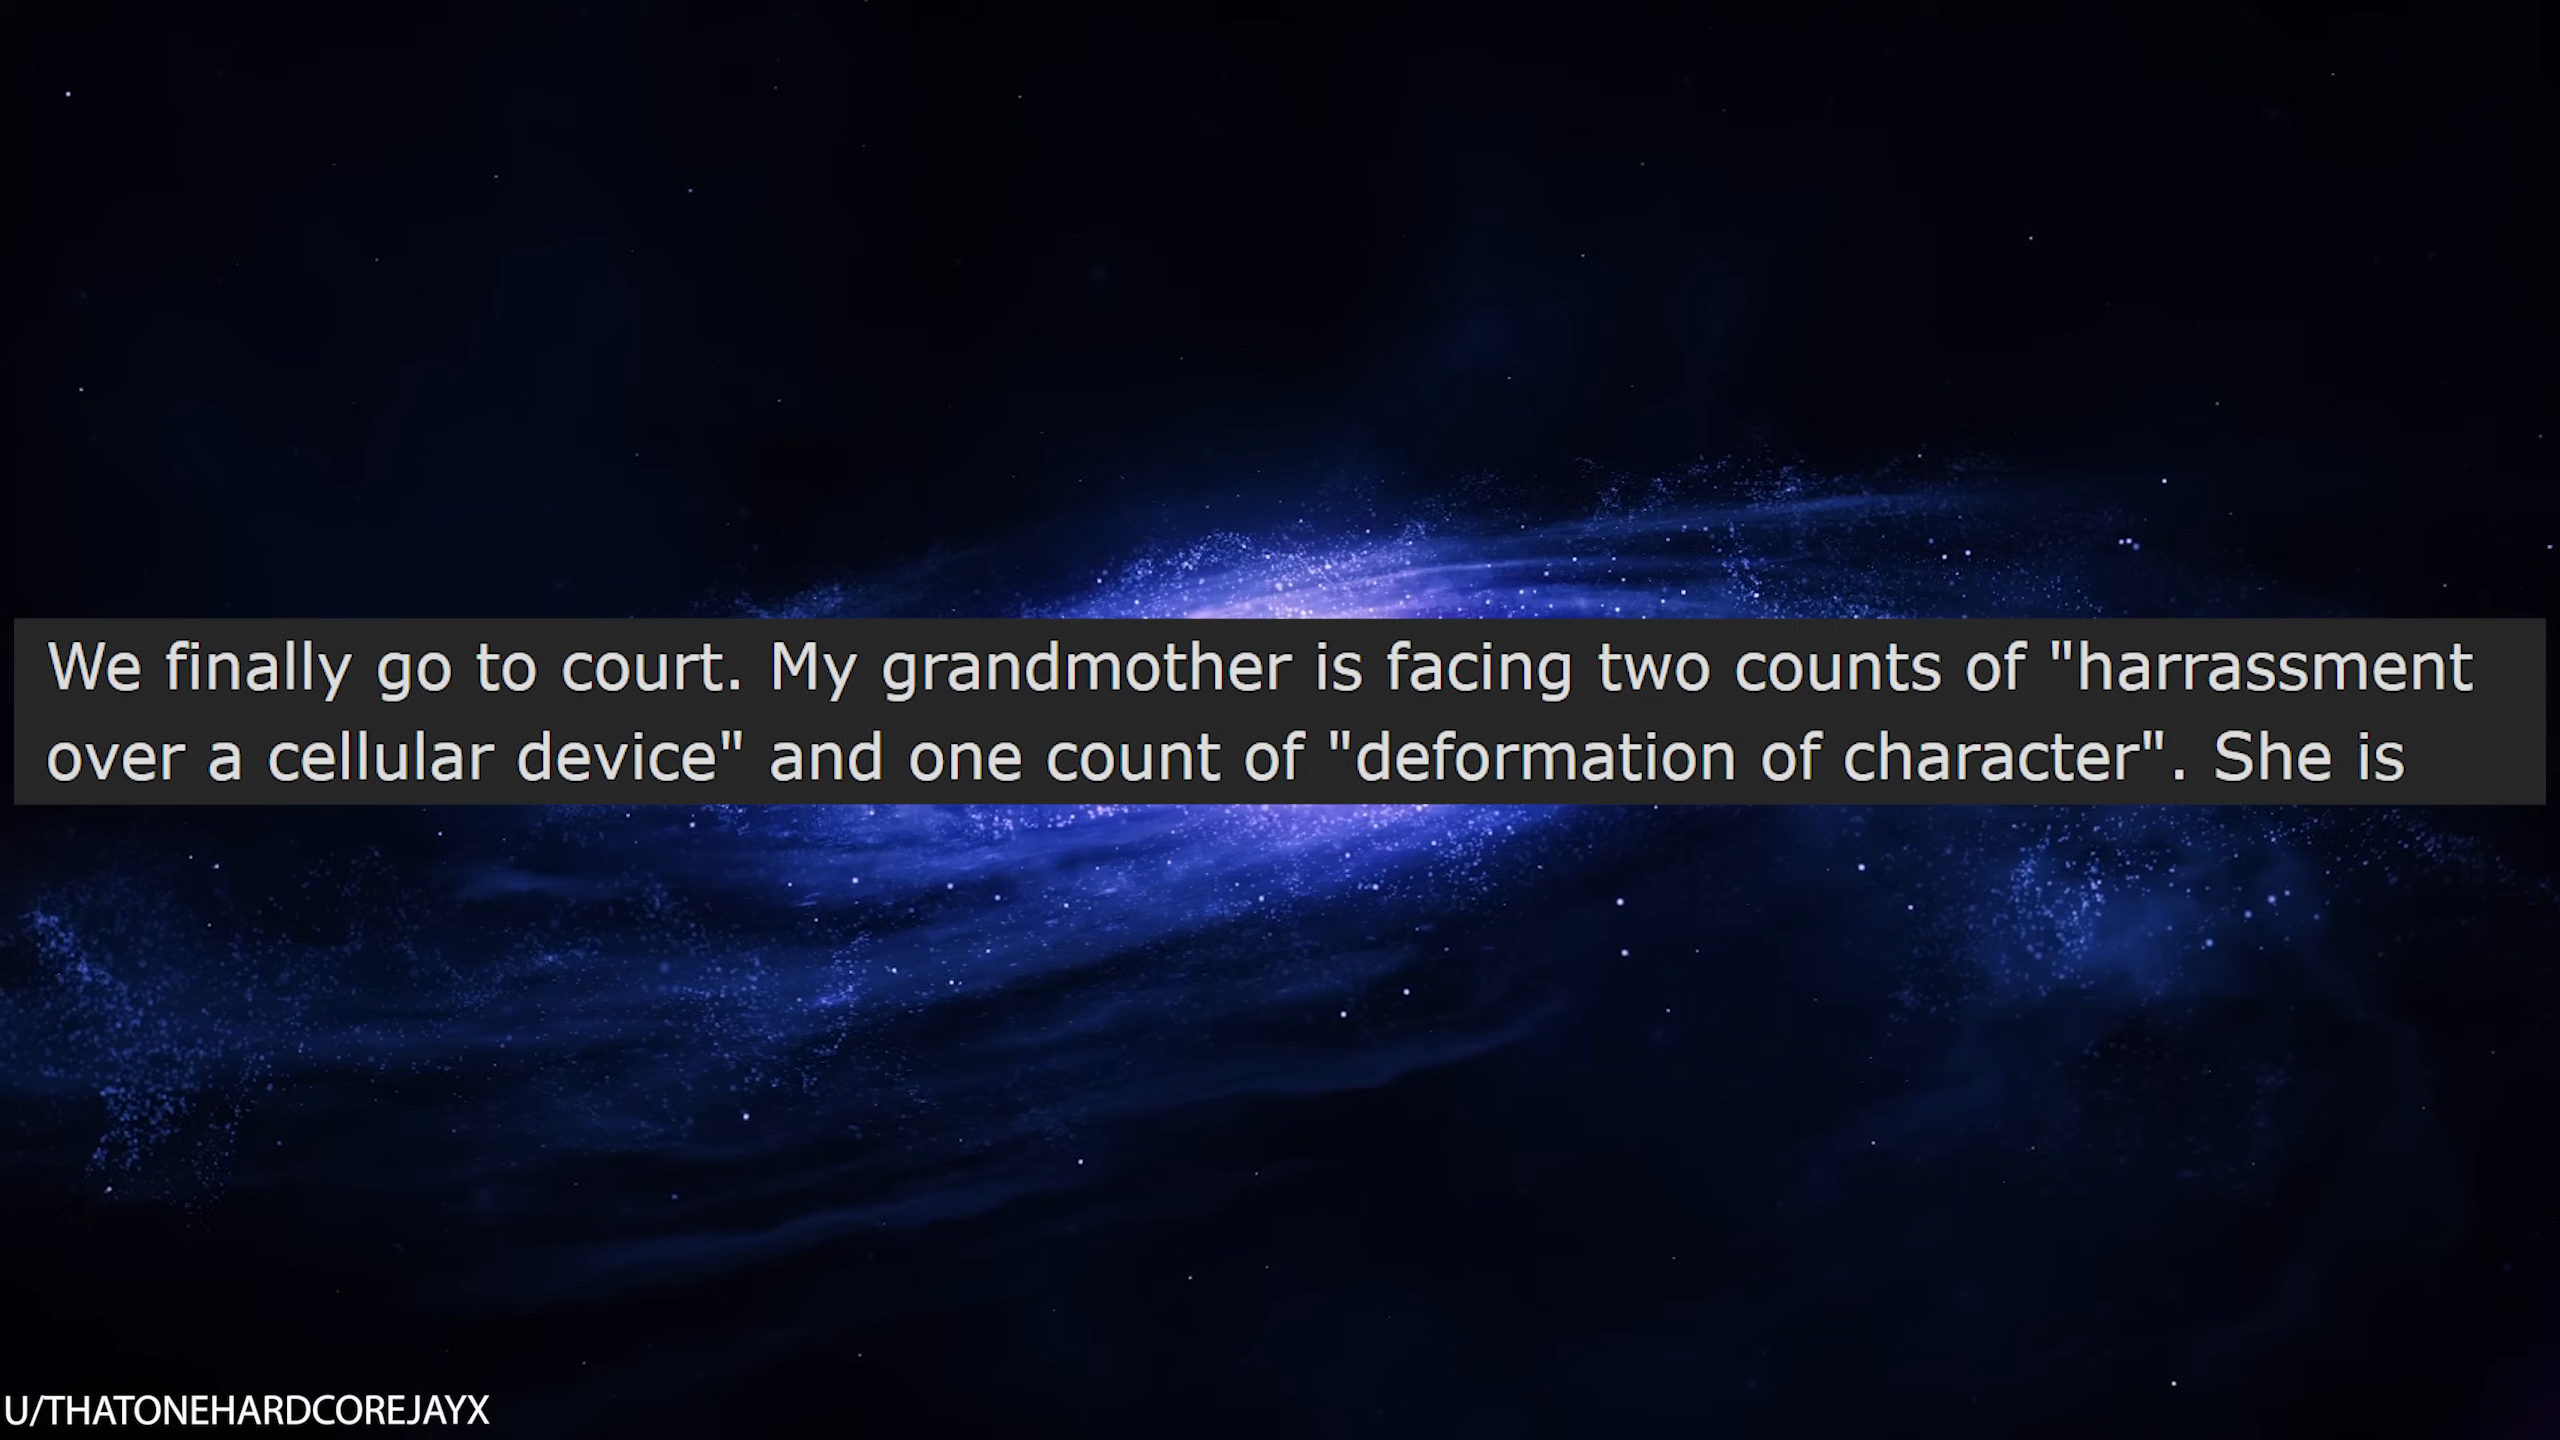 We finally go to court. My grandmother is facing two counts of "harrassment
over a cellular device" and one count of "deformation of character". She is
U/THATONEHARDCOREJAYX